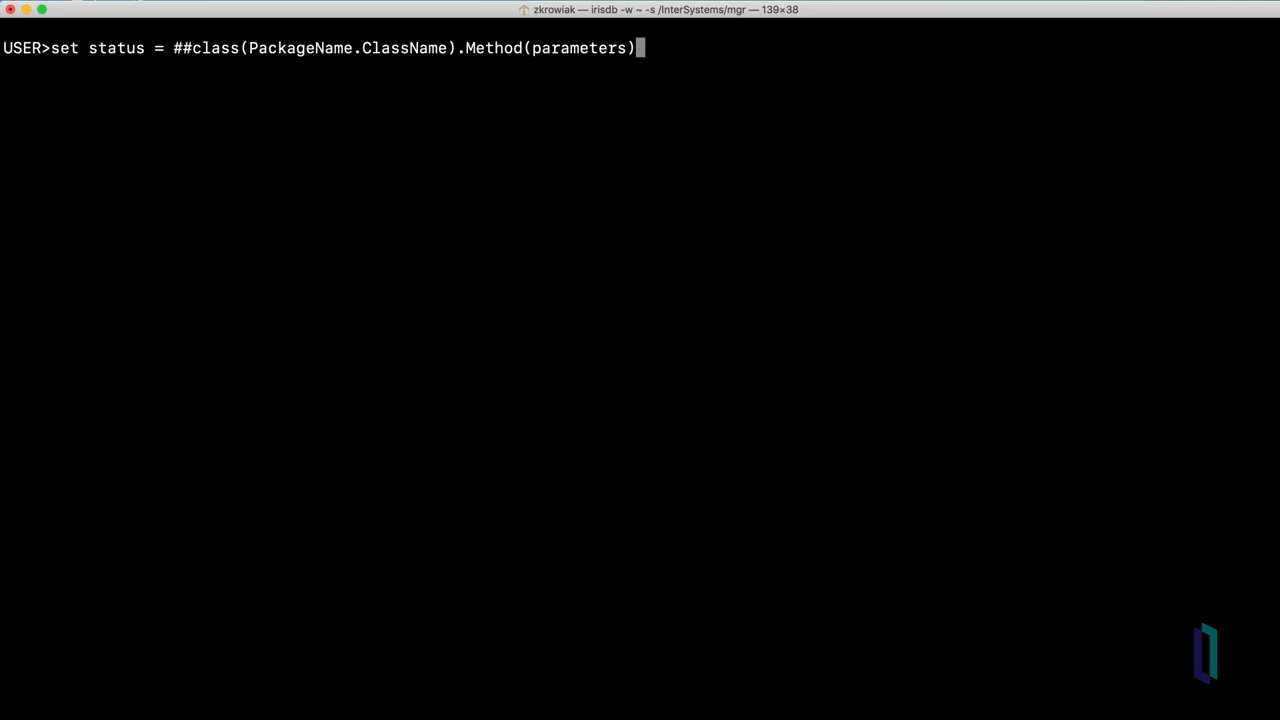 zkrowiak — irisdb -w ~ -s /InterSystems/mgr — 139×38
USER>set status = ##class(PackageName.ClassName).Method(parameters)